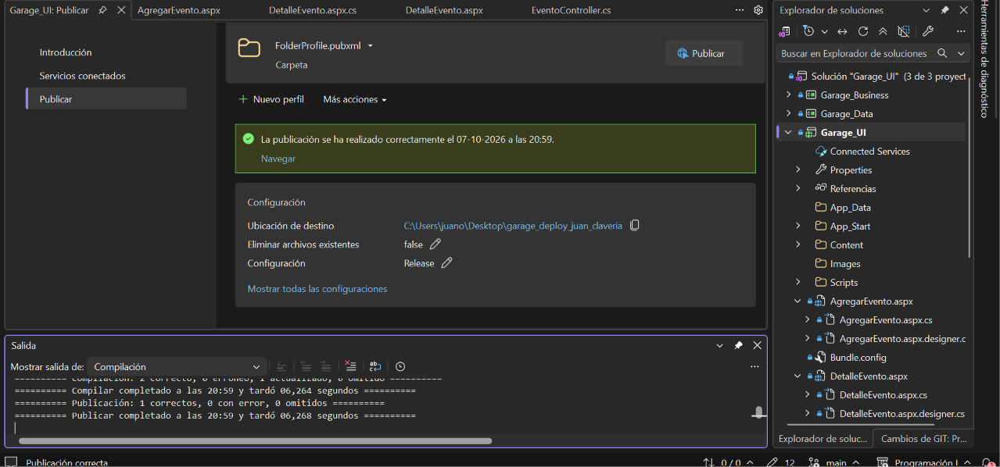 Garage_UI: Publicar
AgregarEvento.aspx
DetalleEvento.aspx.cs
DetalleEvento.aspx
EventoController.cs
Introducción
Servicios conectados
Publicar
FolderProfile.pubxml
Carpeta
Publicar
Nuevo perfil
Más acciones
La publicación se ha realizado correctamente el 07-10-2026 a las 20:59.
Navegar
Configuración
Ubicación de destino C:\Users\juano\Desktop\garage_deploy_juan_claveria
Eliminar archivos existentes false
Configuración Release
Mostrar todas las configuraciones
Salida
Mostrar salida de: Compilación
========== Compilación: 2 correcto, 0 erróneo, 1 actualizado, 0 omitido ==========
========== Compilar completado a las 20:59 y tardó 06,264 segundos ==========
========== Publicación: 1 correctos, 0 con error, 0 omitidos ==========
========== Publicar completado a las 20:59 y tardó 06,268 segundos ==========
Explorador de soluciones
Buscar en Explorador de soluciones
Solución "Garage_UI" (3 de 3 proyect
Garage_Business
Garage_Data
Garage_UI
Connected Services
Properties
Referencias
App_Data
App_Start
Content
Images
Scripts
AgregarEvento.aspx
AgregarEvento.aspx.cs
AgregarEvento.aspx.designer.c
Bundle.config
DetalleEvento.aspx
DetalleEvento.aspx.cs
DetalleEvento.aspx.designer.cs
Explorador de soluc...
Cambios de GIT: Pr...
Herramientas de diagnóstico
Publicación correcta
0 / 0
12
main
Programación I